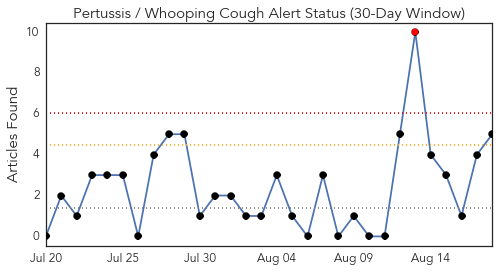 Pertussis / Whooping Cough Alert Status (30-Day Window)
Articles Found
10
8
6
4
2
0
Jul 20
Jul 25
Jul 30
Aug 04
Aug 09
Aug 14